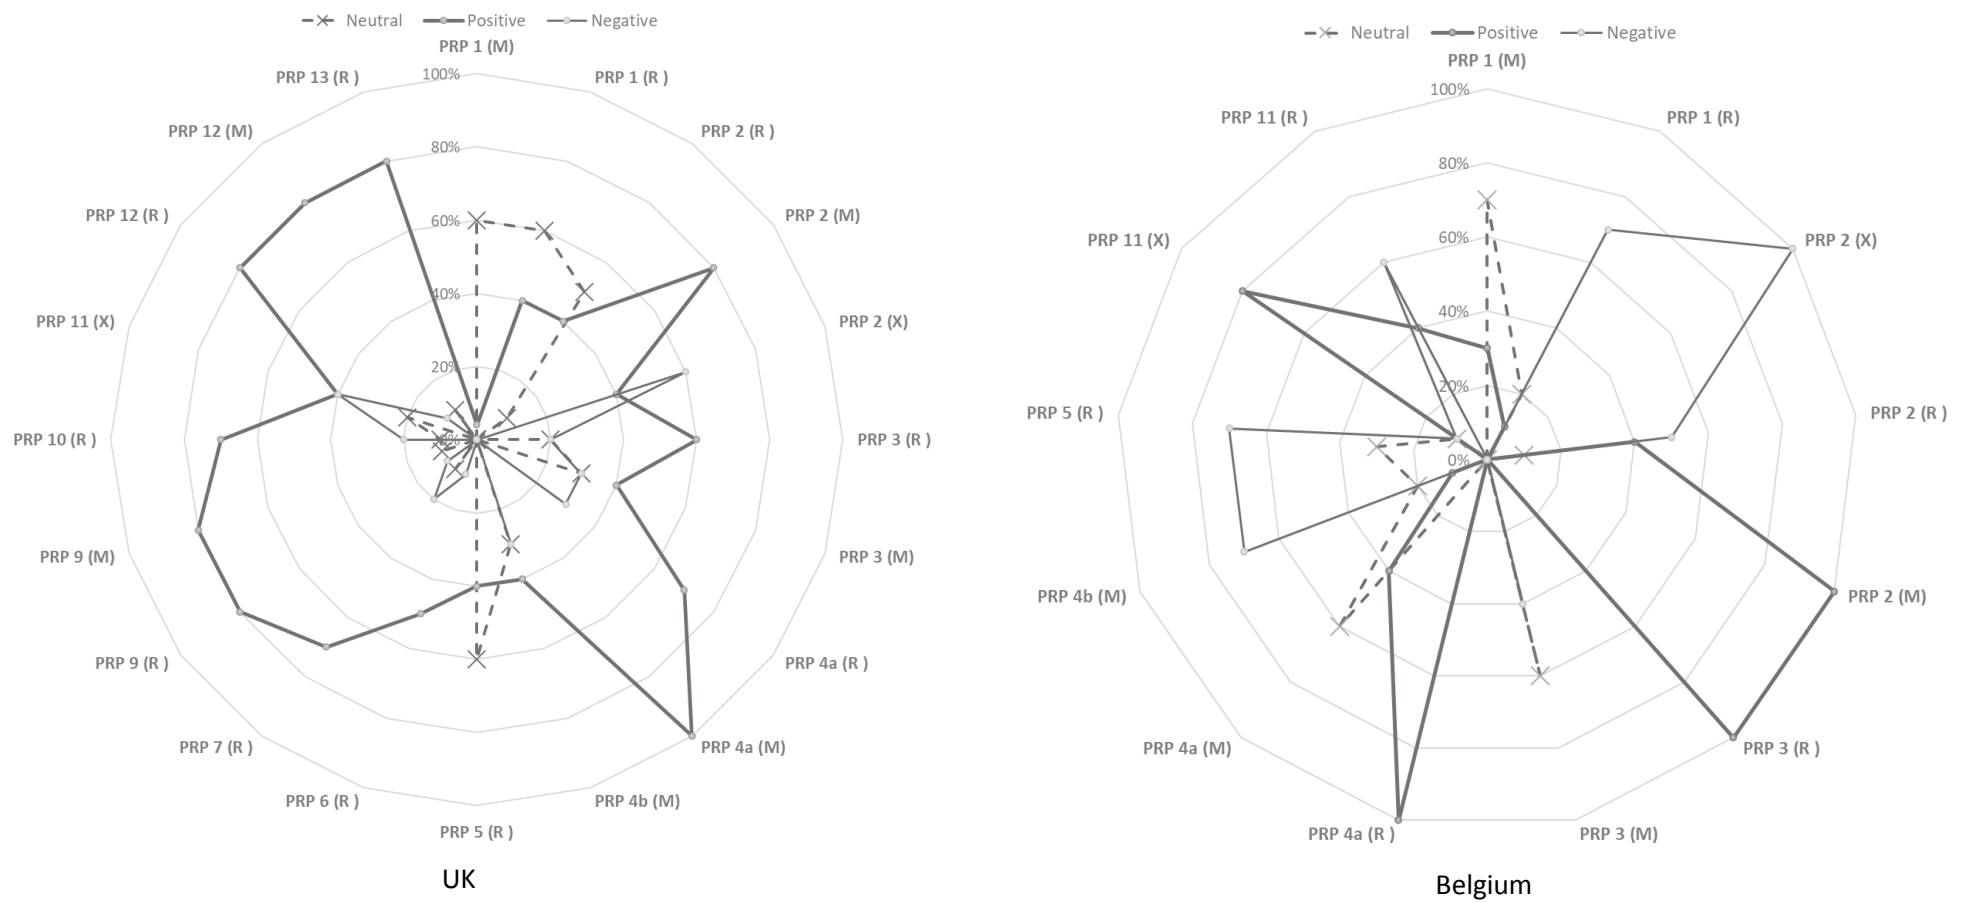 Neutral Positive Negative
PRP 1 (M)
PRP 1 (R )
PRP 2 (R )
PRP 2 (M)
PRP 2 (X)
PRP 3 (R )
PRP 3 (M)
PRP 4a (R )
PRP 4a (M)
PRP 4b (M)
PRP 5 (R )
PRP 6 (R )
PRP 7 (R )
PRP 9 (R )
PRP 9 (M)
PRP 10 (R )
PRP 11 (X)
PRP 12 (R )
PRP 12 (M)
PRP 13 (R )
100%
80%
60%
40%
20%
0%
UK
Neutral Positive Negative
PRP 1 (M)
PRP 1 (R)
PRP 2 (X)
PRP 2 (R )
PRP 2 (M)
PRP 3 (R )
PRP 3 (M)
PRP 4a (R )
PRP 4a (M)
PRP 4b (M)
PRP 5 (R )
PRP 11 (X)
PRP 11 (R )
100%
80%
60%
40%
20%
0%
Belgium